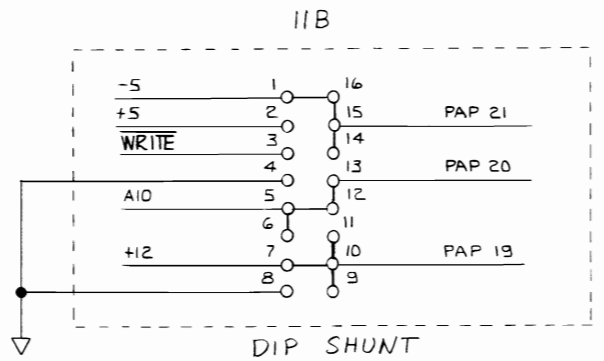 11B
-5 1 16
+5 2 15 PAP 21
WRITE 3 14
4 13 PAP 20
A10 5 12
6 11
+12 7 10 PAP 19
8 9
DIP SHUNT